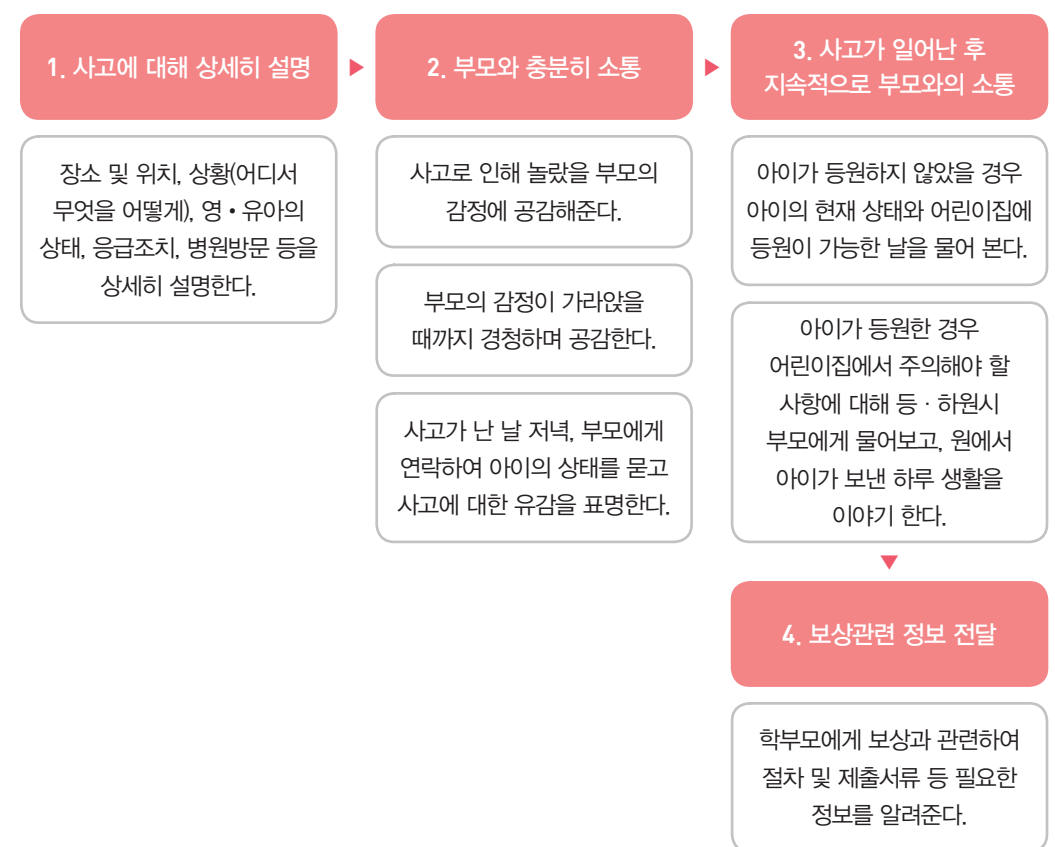 1. 사고에 대해 상세히 설명
장소 및 위치, 상황(어디서
무엇을 어떻게), 영・유아의
상태, 응급조치, 병원방문 등을
상세히 설명한다.
2. 부모와 충분히 소통
사고로 인해 놀랐을 부모의
감정에 공감해준다.
부모의 감정이 가라앉을
때까지 경청하며 공감한다.
사고가 난 날 저녁, 부모에게
연락하여 아이의 상태를 묻고
사고에 대한 유감을 표명한다.
3. 사고가 일어난 후
지속적으로 부모와의 소통
아이가 등원하지 않았을 경우
아이의 현재 상태와 어린이집에
등원이 가능한 날을 물어 본다.
아이가 등원한 경우
어린이집에서 주의해야 할
사항에 대해 등 · 하원시
부모에게 물어보고, 원에서
아이가 보낸 하루 생활을
이야기 한다.
4. 보상관련 정보 전달
학부모에게 보상과 관련하여
절차 및 제출서류 등 필요한
정보를 알려준다.